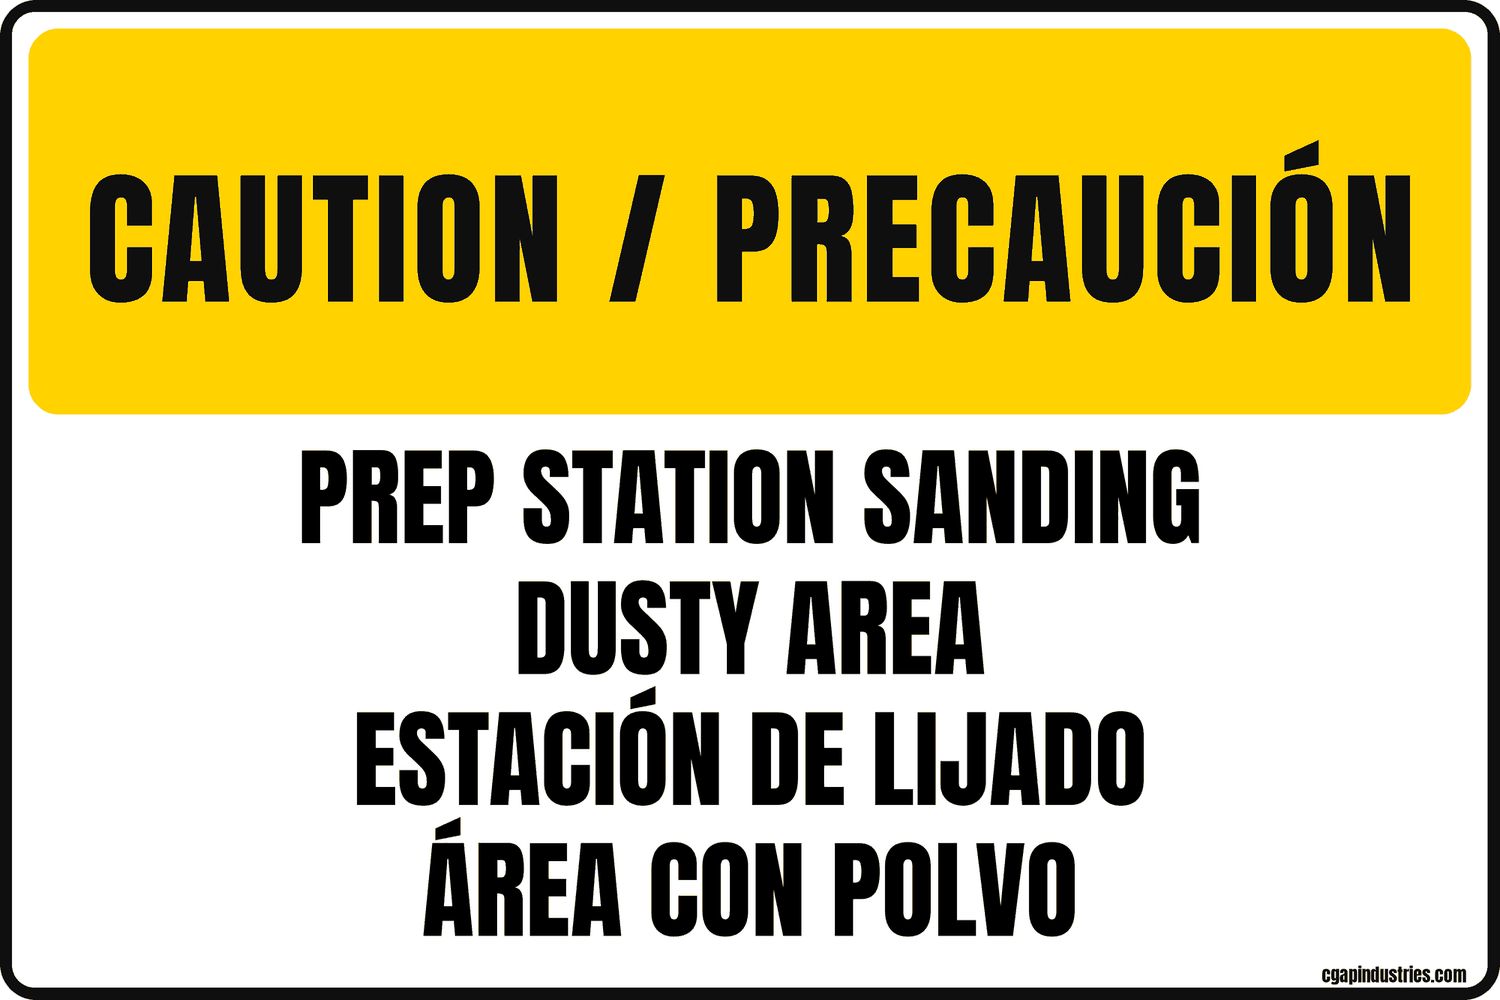 CAUTION / PRECAUCIÓN
PREP STATION SANDING
DUSTY AREA
ESTACIÓN DE LIJADO
ÁREA CON POLVO
cgapindustries.com